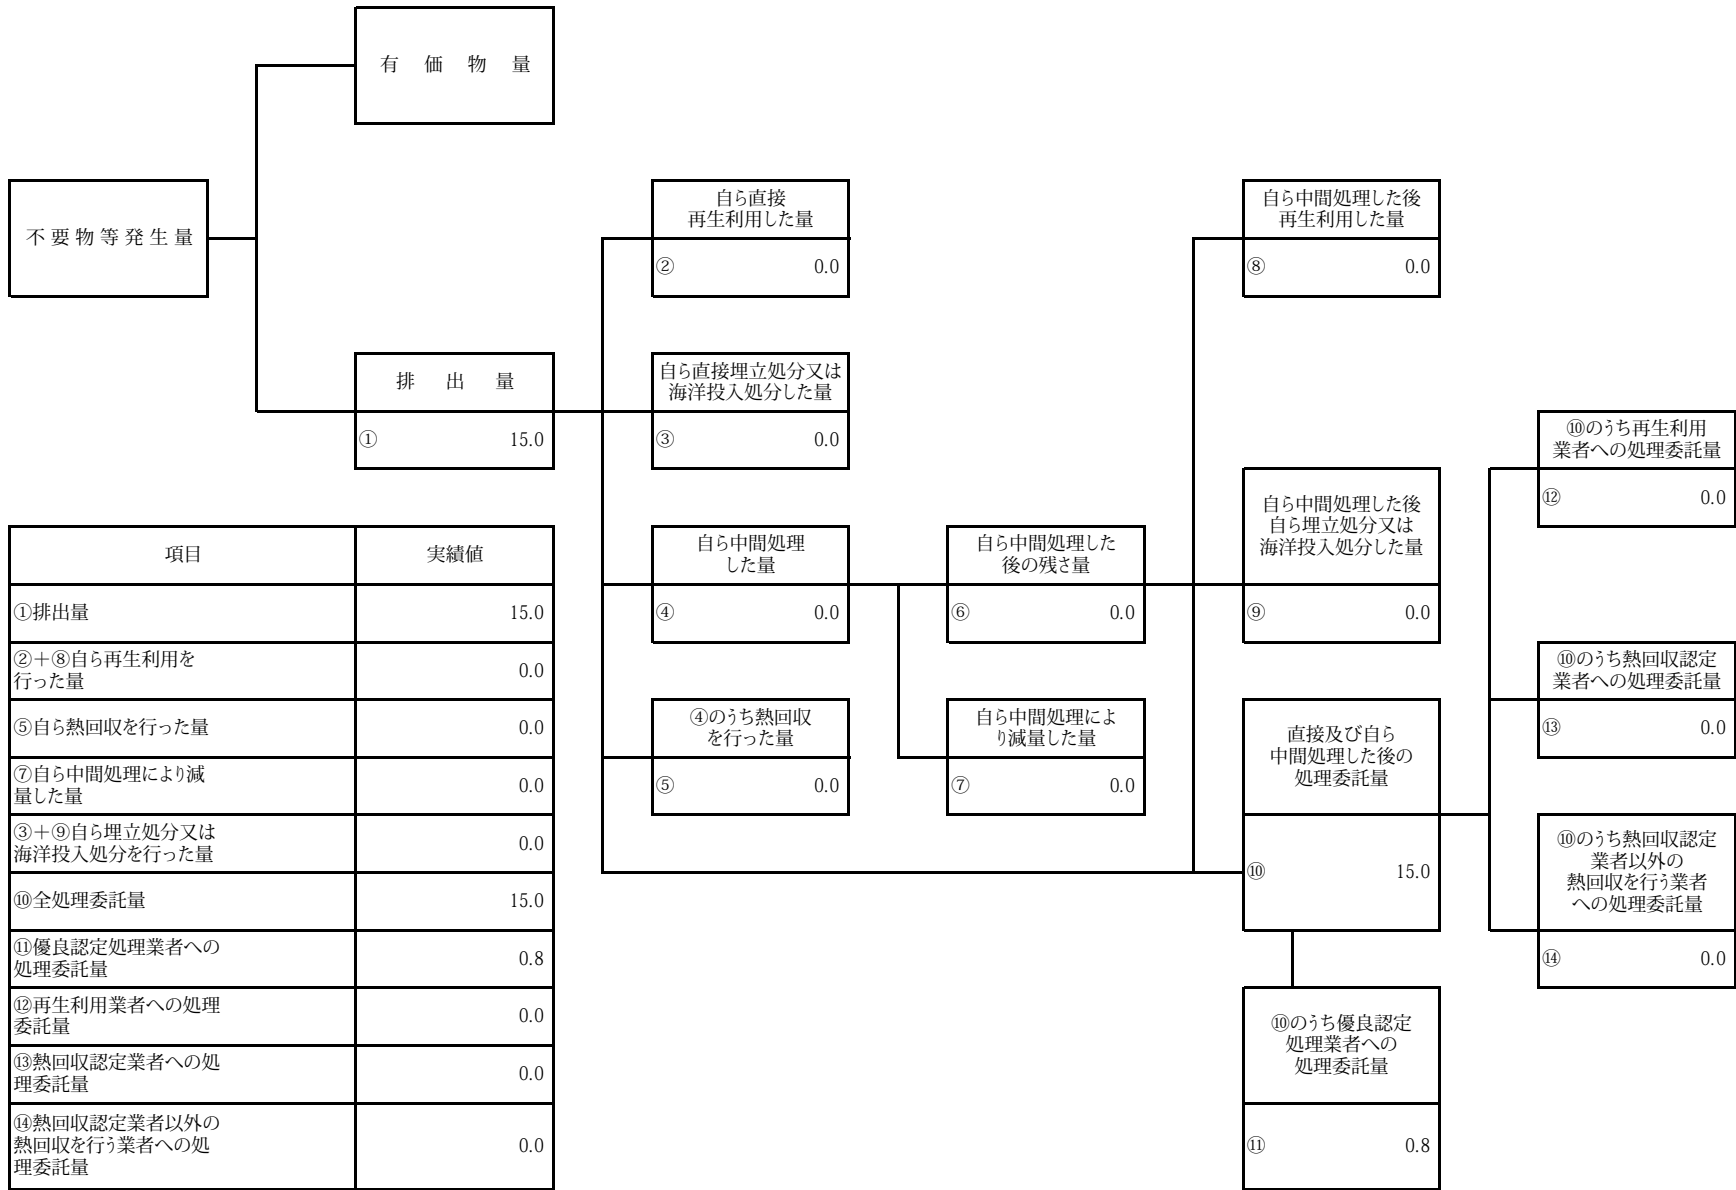 有価物量
不要物等発生量
自ら直接
再生利用した量
② 0.0
自ら中間処理した後
再生利用した量
⑧ 0.0
排出量
① 15.0
自ら直接埋立処分又は
海洋投入処分した量
③ 0.0
⑩のうち再生利用
業者への処理委託量
⑫ 0.0
自ら中間処理
した量
④ 0.0
自ら中間処理した
後の残さ量
⑥ 0.0
自ら中間処理した後
自ら埋立処分又は
海洋投入処分した量
⑨ 0.0
⑩のうち熱回収認定
業者への処理委託量
⑬ 0.0
④のうち熱回収
を行った量
⑤ 0.0
自ら中間処理によ
り減量した量
⑦ 0.0
直接及び自ら
中間処理した後の
処理委託量
⑩ 15.0
⑩のうち熱回収認定
業者以外の
熱回収を行う業者
への処理委託量
⑭ 0.0
⑩のうち優良認定
処理業者への
処理委託量
⑪ 0.8
項目 実績値
①排出量 15.0
②+⑧自ら再生利用を
行った量 0.0
⑤自ら熱回収を行った量 0.0
⑦自ら中間処理により減
量した量 0.0
③+⑨自ら埋立処分又は
海洋投入処分を行った量 0.0
⑩全処理委託量 15.0
⑪優良認定処理業者への
処理委託量 0.8
⑫再生利用業者への処理
委託量 0.0
⑬熱回収認定業者への処
理委託量 0.0
⑭熱回収認定業者以外の
熱回収を行う業者への処
理委託量 0.0